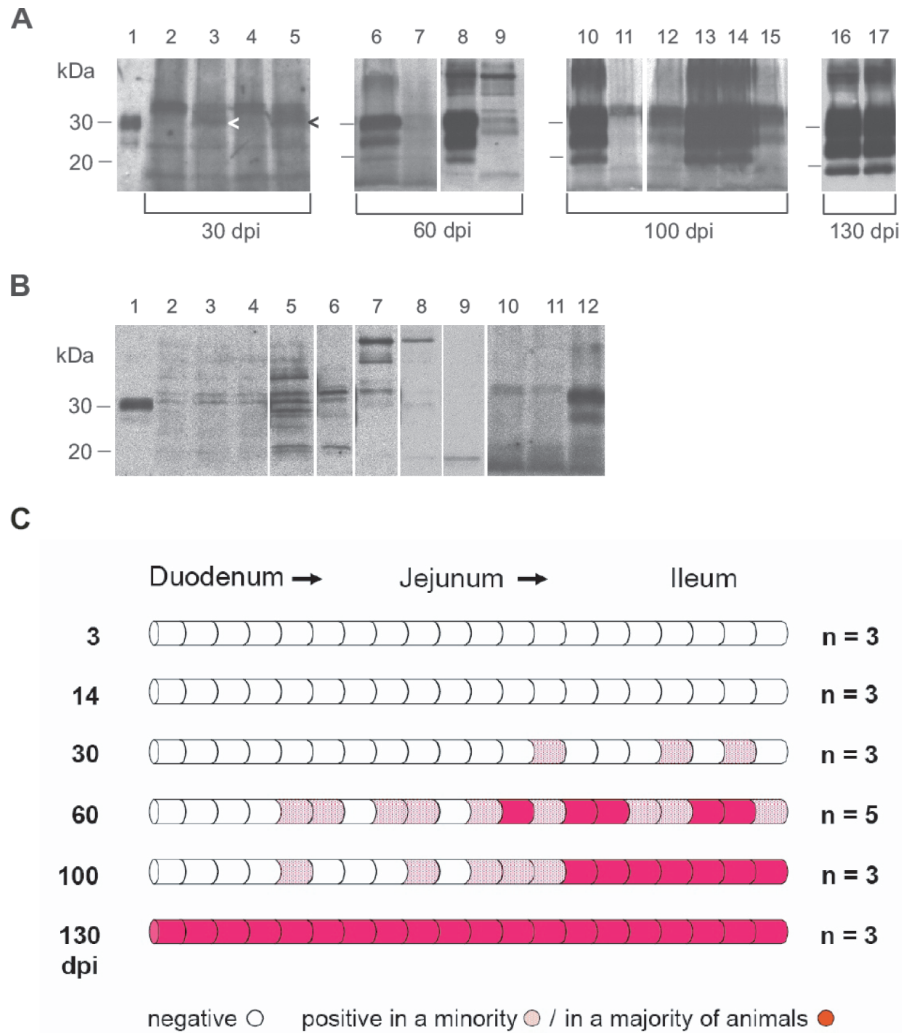 A
1 2 3 4 5 6 7 8 9 10 11 12 13 14 15 16 17
kDa
30
20
30 dpi 60 dpi 100 dpi 130 dpi
B
1 2 3 4 5 6 7 8 9 10 11 12
kDa
30
20
C
Duodenum → Jejunum → Ileum
3 n = 3
14 n = 3
30 n = 3
60 n = 5
100 n = 3
130 n = 3
dpi
negative positive in a minority / in a majority of animals